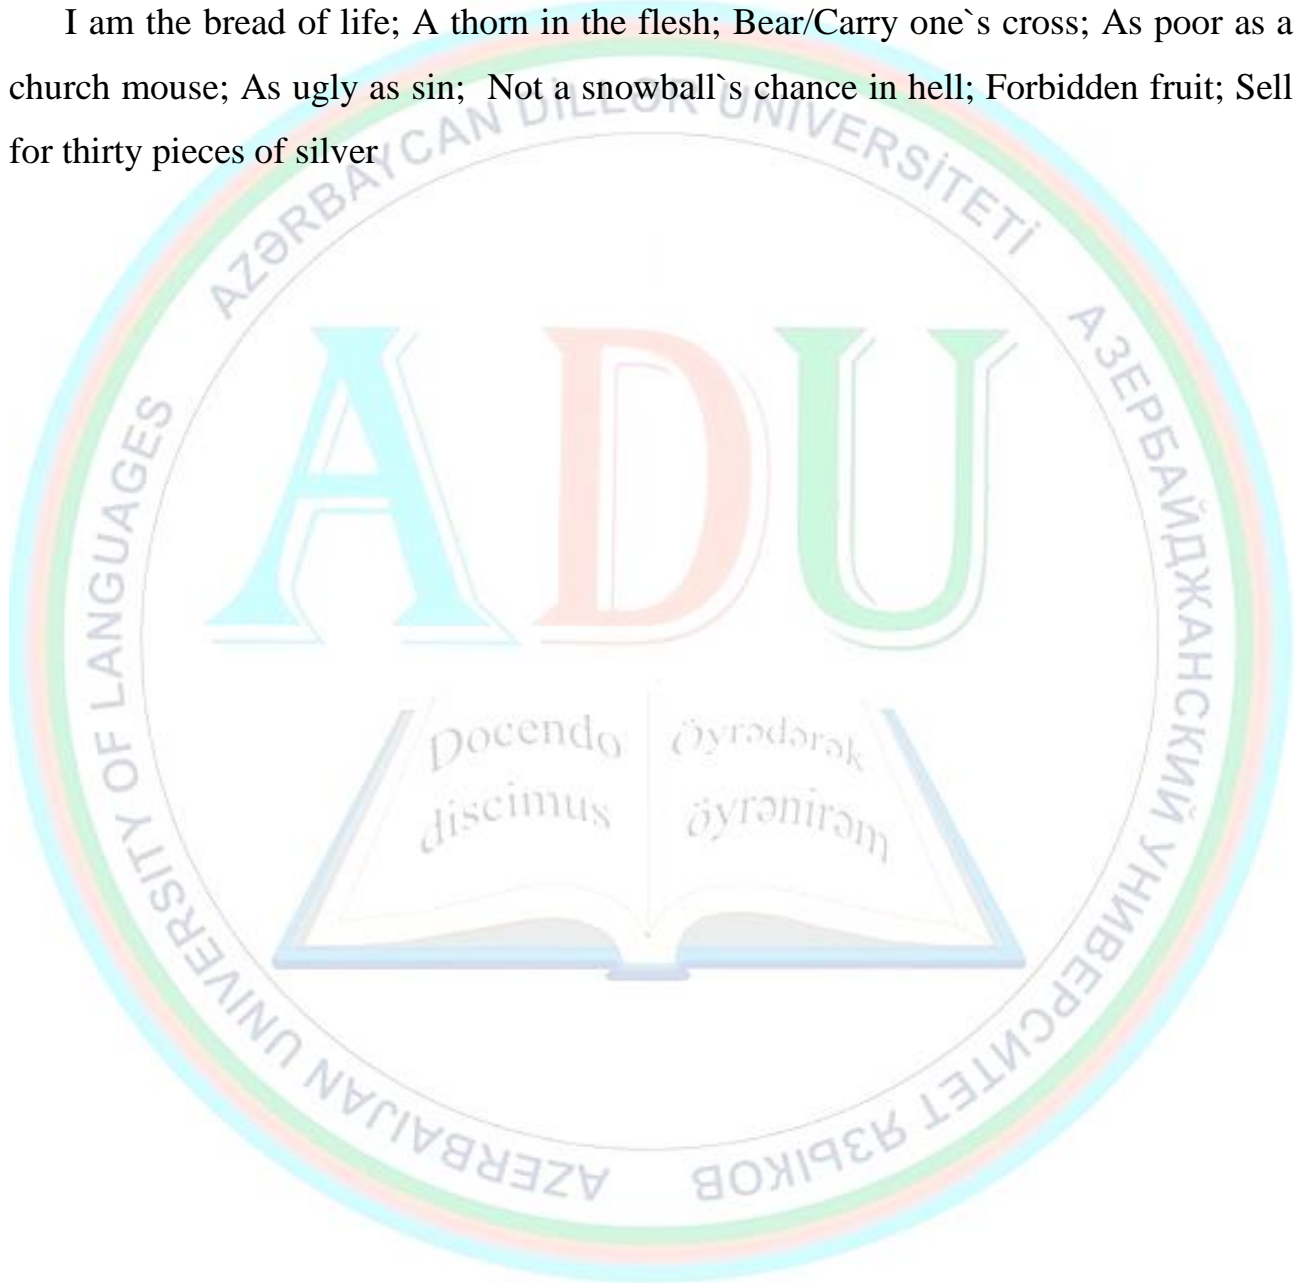 I am the bread of life; A thorn in the flesh; Bear/Carry one`s cross; As poor as a
church mouse; As ugly as sin;  Not a snowball`s chance in hell; Forbidden fruit; Sell
for thirty pieces of silver
AZƏRBAYCAN DİLLƏR UNİVERSİTETİ
АЗЕРБАЙДЖАНСКИЙ УНИВЕРСИТЕТ ЯЗЫКОВ
AZERBAIJAN UNIVERSITY OF LANGUAGES
ADU
Docendo
discimus
Öyrədərək
öyrənirəm